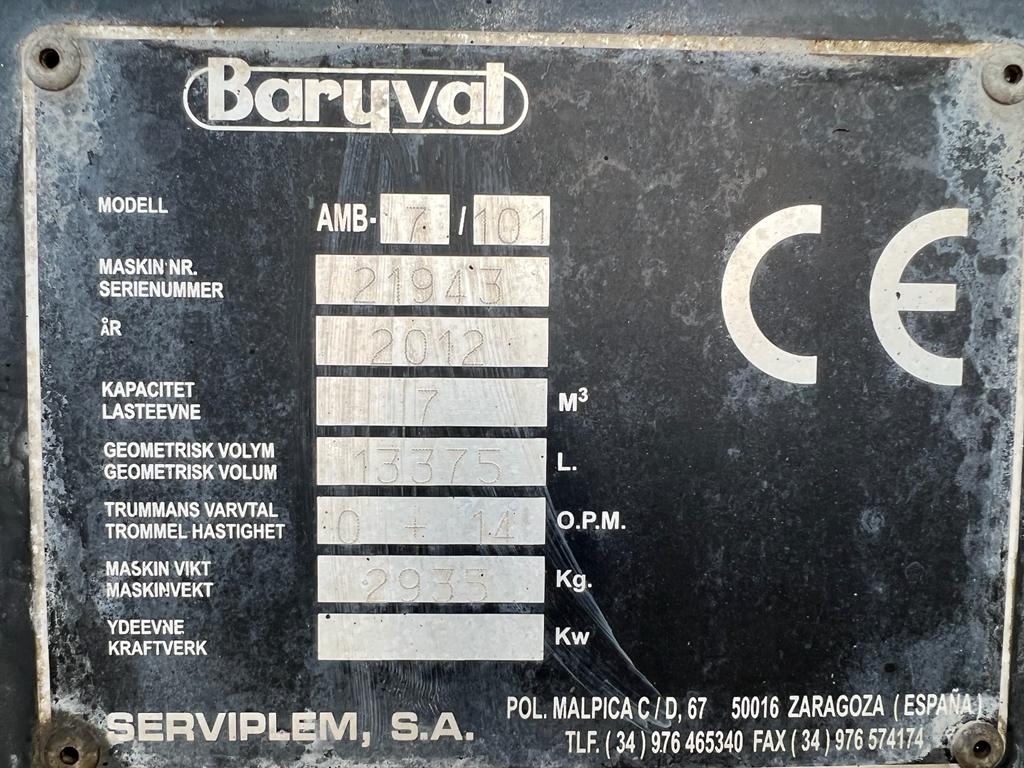 Baryval
MODELL AMB- 7 / 101
MASKIN NR.
SERIENUMMER 21943
ÅR 2012
KAPACITET
LASTEEVNE 7 M³
GEOMETRISK VOLYM
GEOMETRISK VOLUM 13375 L.
TRUMMANS VARVTAL
TROMMEL HASTIGHET 0 + 14 O.P.M.
MASKIN VIKT
MASKINVEKT 2935 Kg.
YDEEVNE
KRAFTVERK Kw
CE
SERVIPLEM, S.A.
POL. MALPICA C / D, 67 50016 ZARAGOZA ( ESPAÑA )
TLF. ( 34 ) 976 465340 FAX ( 34 ) 976 574174